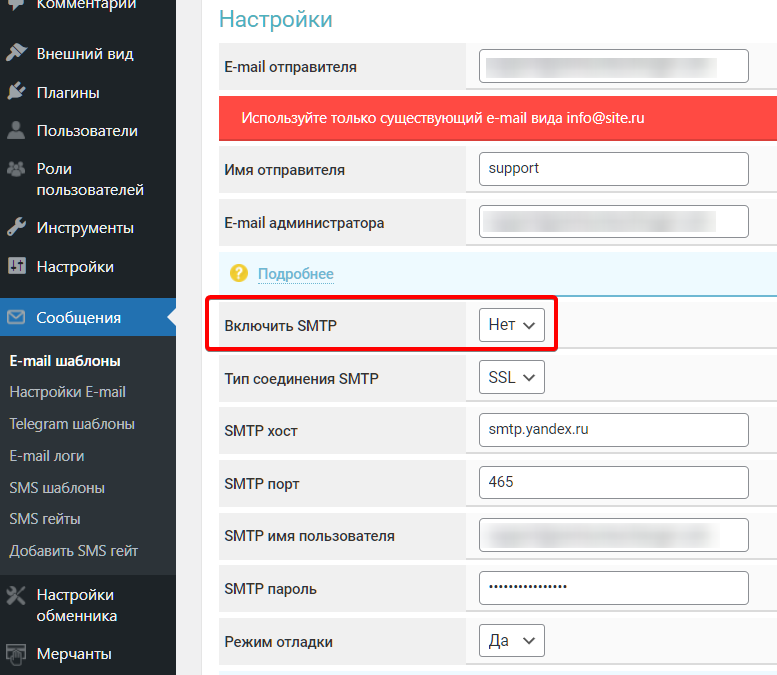 Комментарии
Внешний вид
Плагины
Пользователи
Роли
пользователей
Инструменты
Настройки
Сообщения
E-mail шаблоны
Настройки E-mail
Telegram шаблоны
E-mail логи
SMS шаблоны
SMS гейты
Добавить SMS гейт
Настройки
обменника
Мерчанты
Настройки
E-mail отправителя
Используйте только существующий e-mail вида info@site.ru
Имя отправителя support
E-mail администратора
? Подробнее
Включить SMTP Нет
Тип соединения SMTP SSL
SMTP хост smtp.yandex.ru
SMTP порт 465
SMTP имя пользователя
SMTP пароль ••••••••••••••••
Режим отладки Да